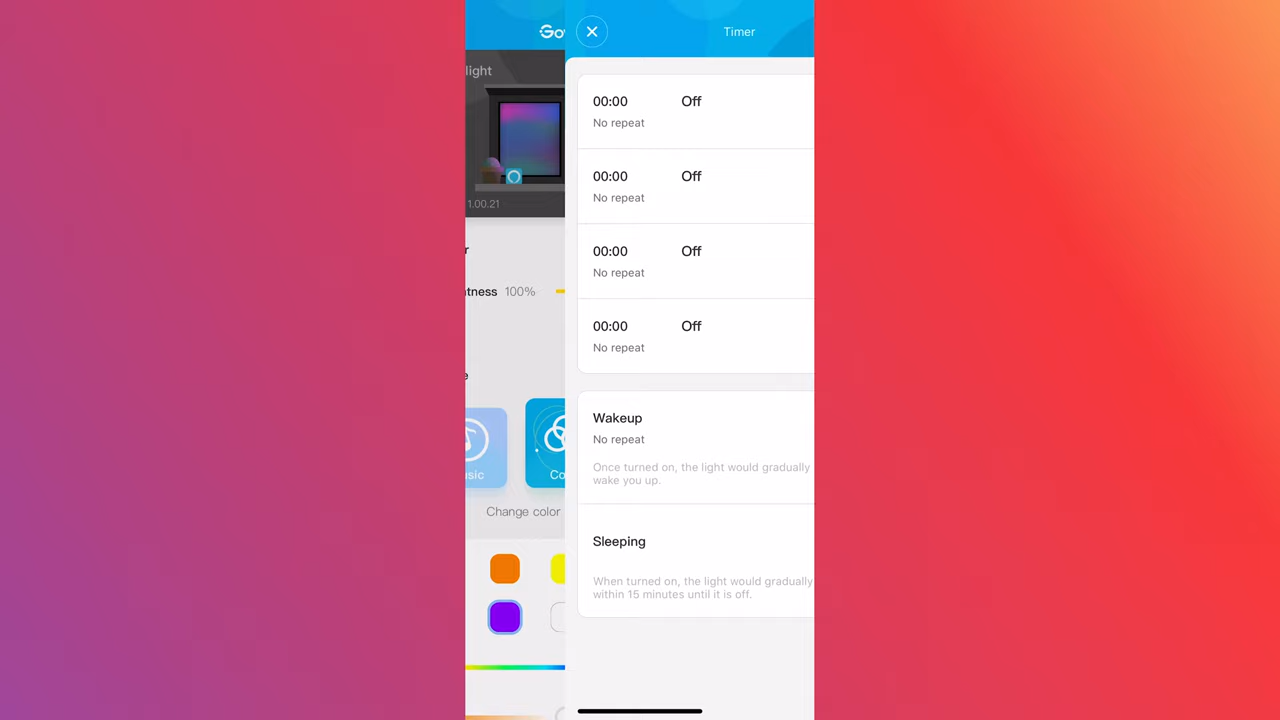 Timer
00:00 Off
No repeat
00:00 Off
No repeat
00:00 Off
No repeat
00:00 Off
No repeat
Wakeup
No repeat
Once turned on, the light would gradually
wake you up.
Sleeping
When turned on, the light would gradually
within 15 minutes until it is off.
Gov
light
1.00.21
r
tness 100%
e
sic
Co
Change color